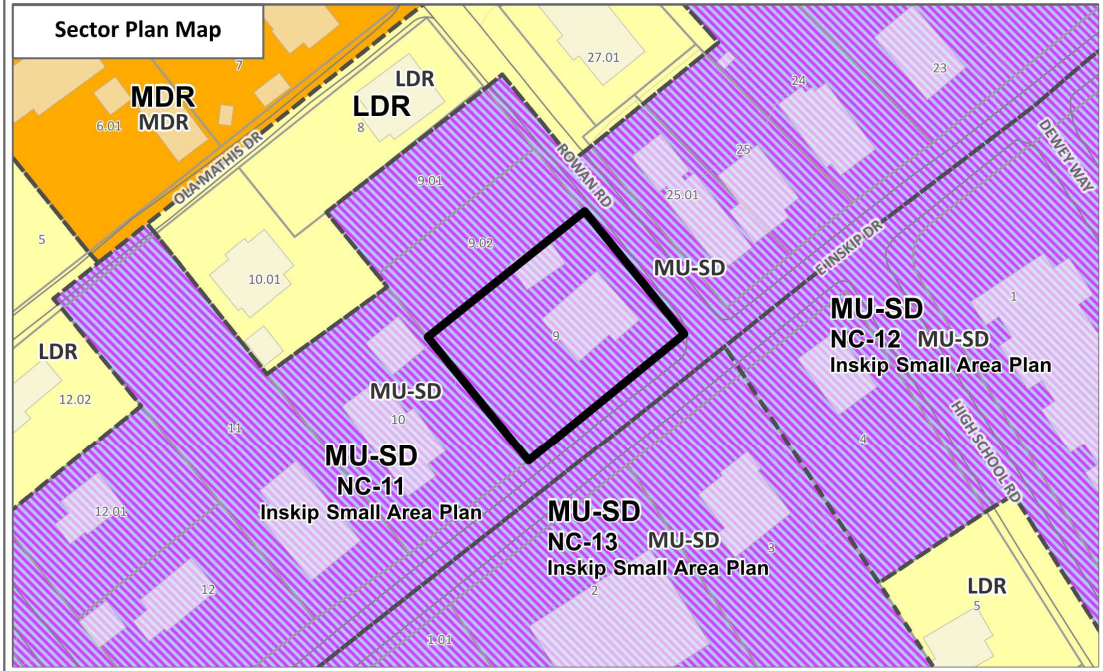 Sector Plan Map
7
MDR
MDR
6.01
OLA MATHIS DR
LDR
LDR
8
27.01
24
23
DEWEY WAY
ROWAN RD
25
25.01
9.01
9.02
5
10.01
E INSKIP DR
MU-SD
MU-SD
NC-12 MU-SD
Inskip Small Area Plan
1
9
LDR
12.02
MU-SD
10
11
4
HIGH SCHOOL RD
MU-SD
NC-11
Inskip Small Area Plan
12.01
MU-SD
NC-13 MU-SD
Inskip Small Area Plan
3
2
12
1.01
LDR
5